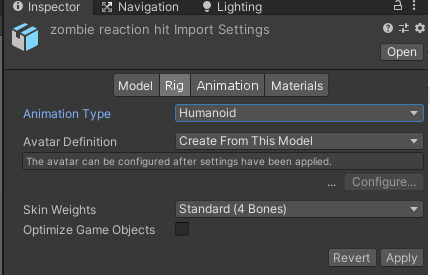 Inspector Navigation Lighting
zombie reaction hit Import Settings
Open
Model Rig Animation Materials
Animation Type Humanoid
Avatar Definition Create From This Model
The avatar can be configured after settings have been applied.
... Configure...
Skin Weights Standard (4 Bones)
Optimize Game Objects
Revert Apply